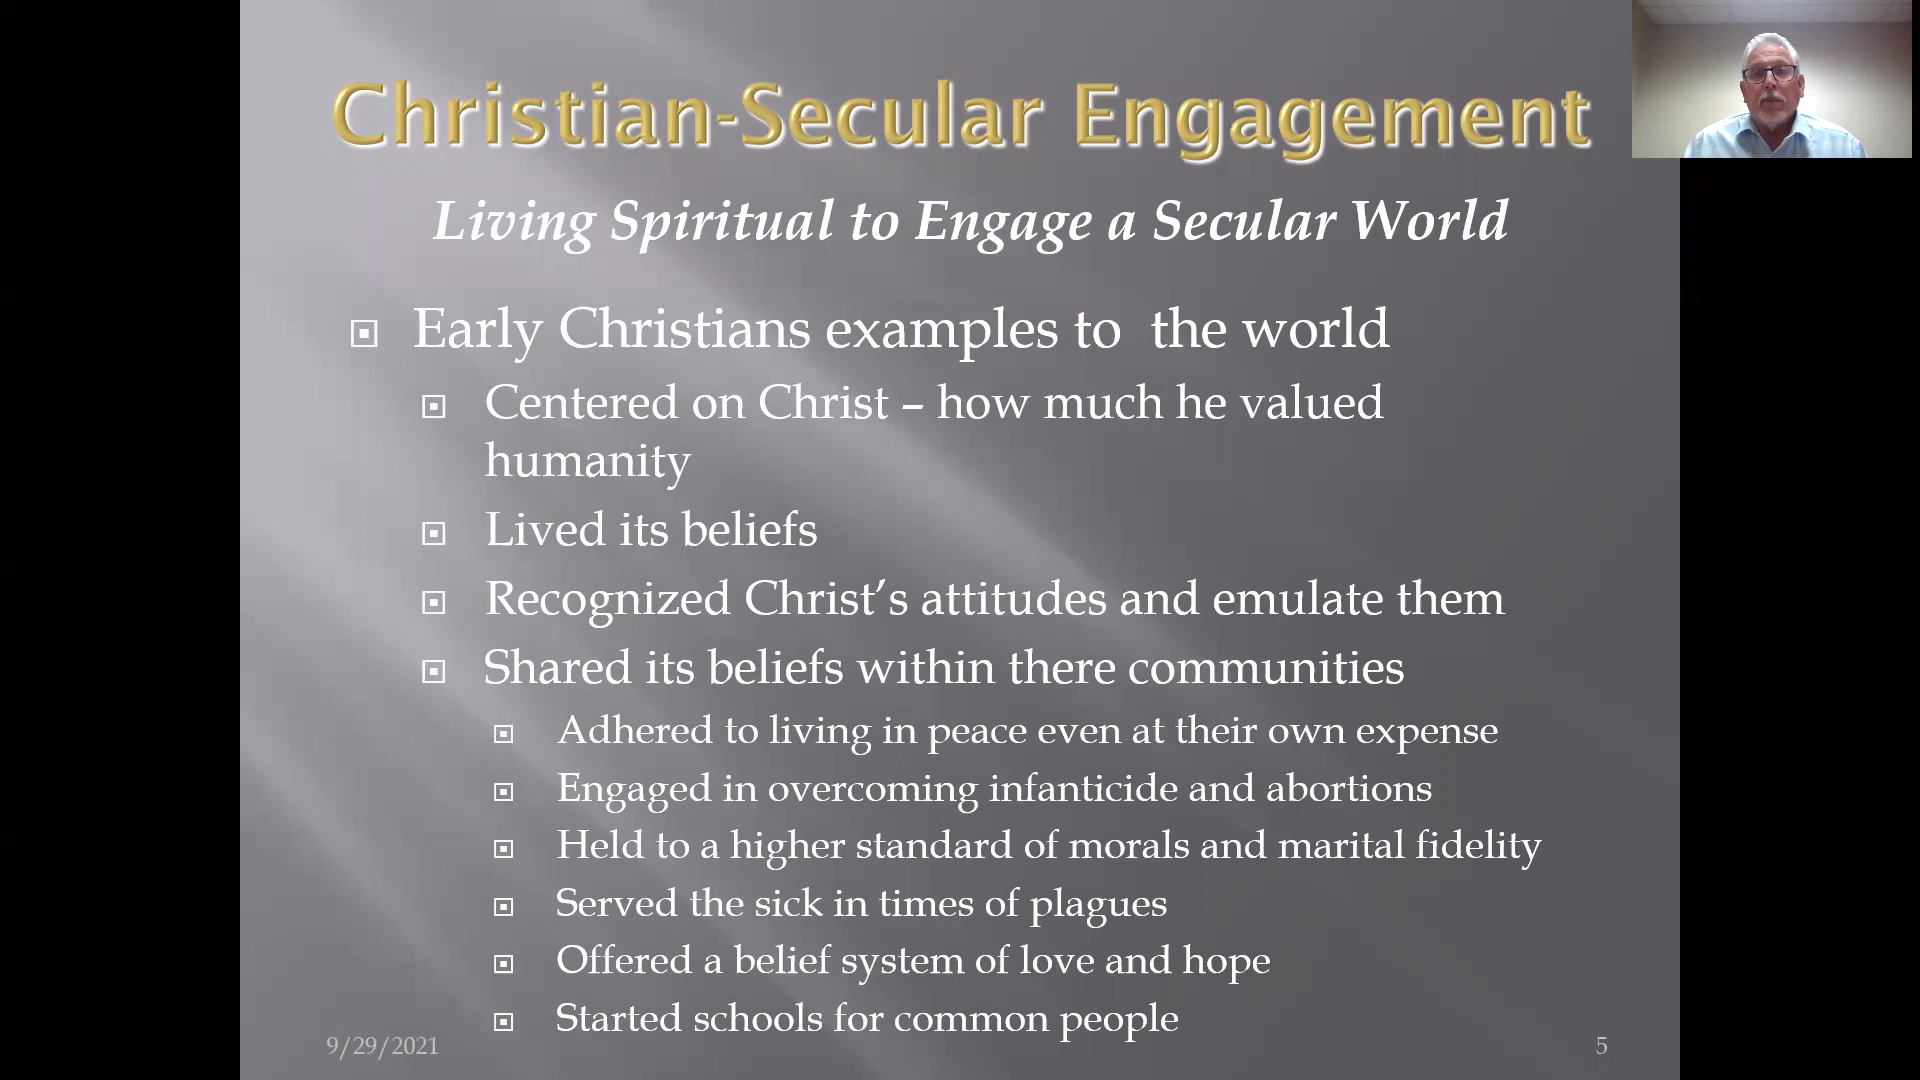 Christian-Secular Engagement
Living Spiritual to Engage a Secular World
Early Christians examples to  the world
Centered on Christ – how much he valued
humanity
Lived its beliefs
Recognized Christ’s attitudes and emulate them
Shared its beliefs within there communities
Adhered to living in peace even at their own expense
Engaged in overcoming infanticide and abortions
Held to a higher standard of morals and marital fidelity
Served the sick in times of plagues
Offered a belief system of love and hope
Started schools for common people
9/29/2021
5